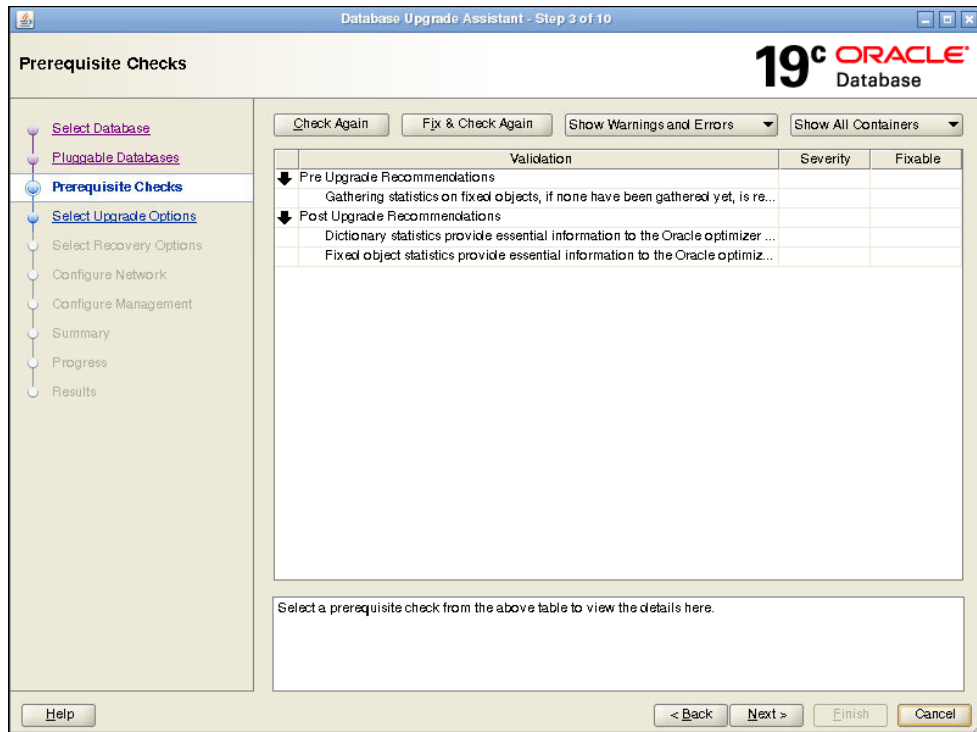 Database Upgrade Assistant - Step 3 of 10
Prerequisite Checks
19c ORACLE
Database
Select Database
Pluggable Databases
Prerequisite Checks
Select Upgrade Options
Select Recovery Options
Configure Network
Configure Management
Summary
Progress
Results
Check Again
Fix & Check Again
Show Warnings and Errors
Show All Containers
Validation Severity Fixable
Pre Upgrade Recommendations
Gathering statistics on fixed objects, if none have been gathered yet, is re...
Post Upgrade Recommendations
Dictionary statistics provide essential information to the Oracle optimizer ...
Fixed object statistics provide essential information to the Oracle optimiz...
Select a prerequisite check from the above table to view the details here.
Help
< Back
Next >
Finish
Cancel